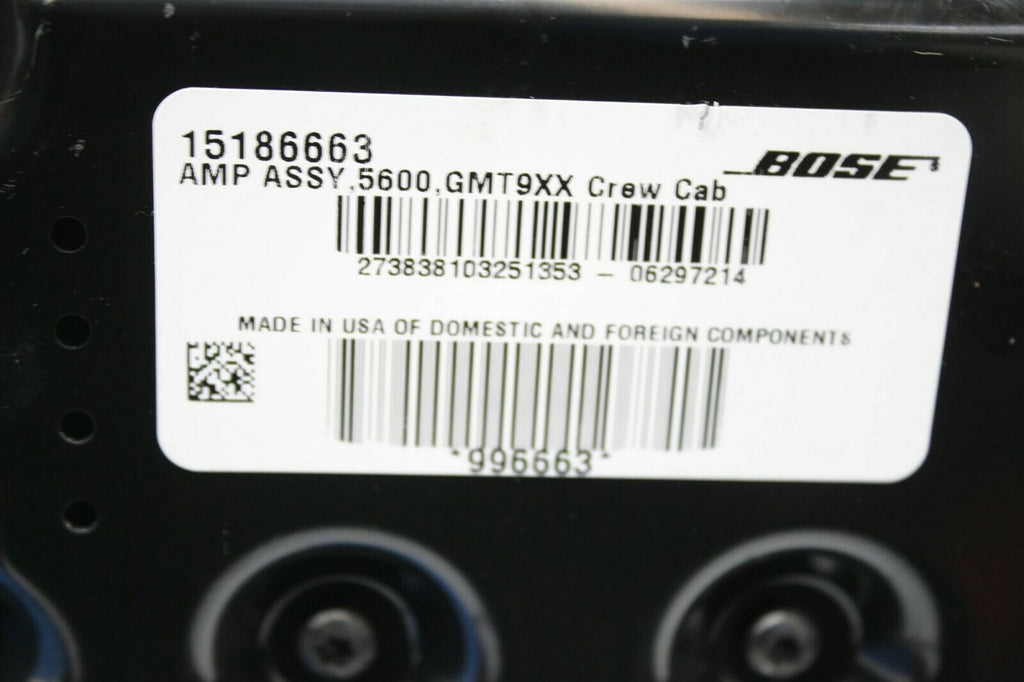 15186663
BOSE
AMP ASSY,5600,GMT9XX Crew Cab
273838103251353 - 06297214
MADE IN USA OF DOMESTIC AND FOREIGN COMPONENTS
*996663*